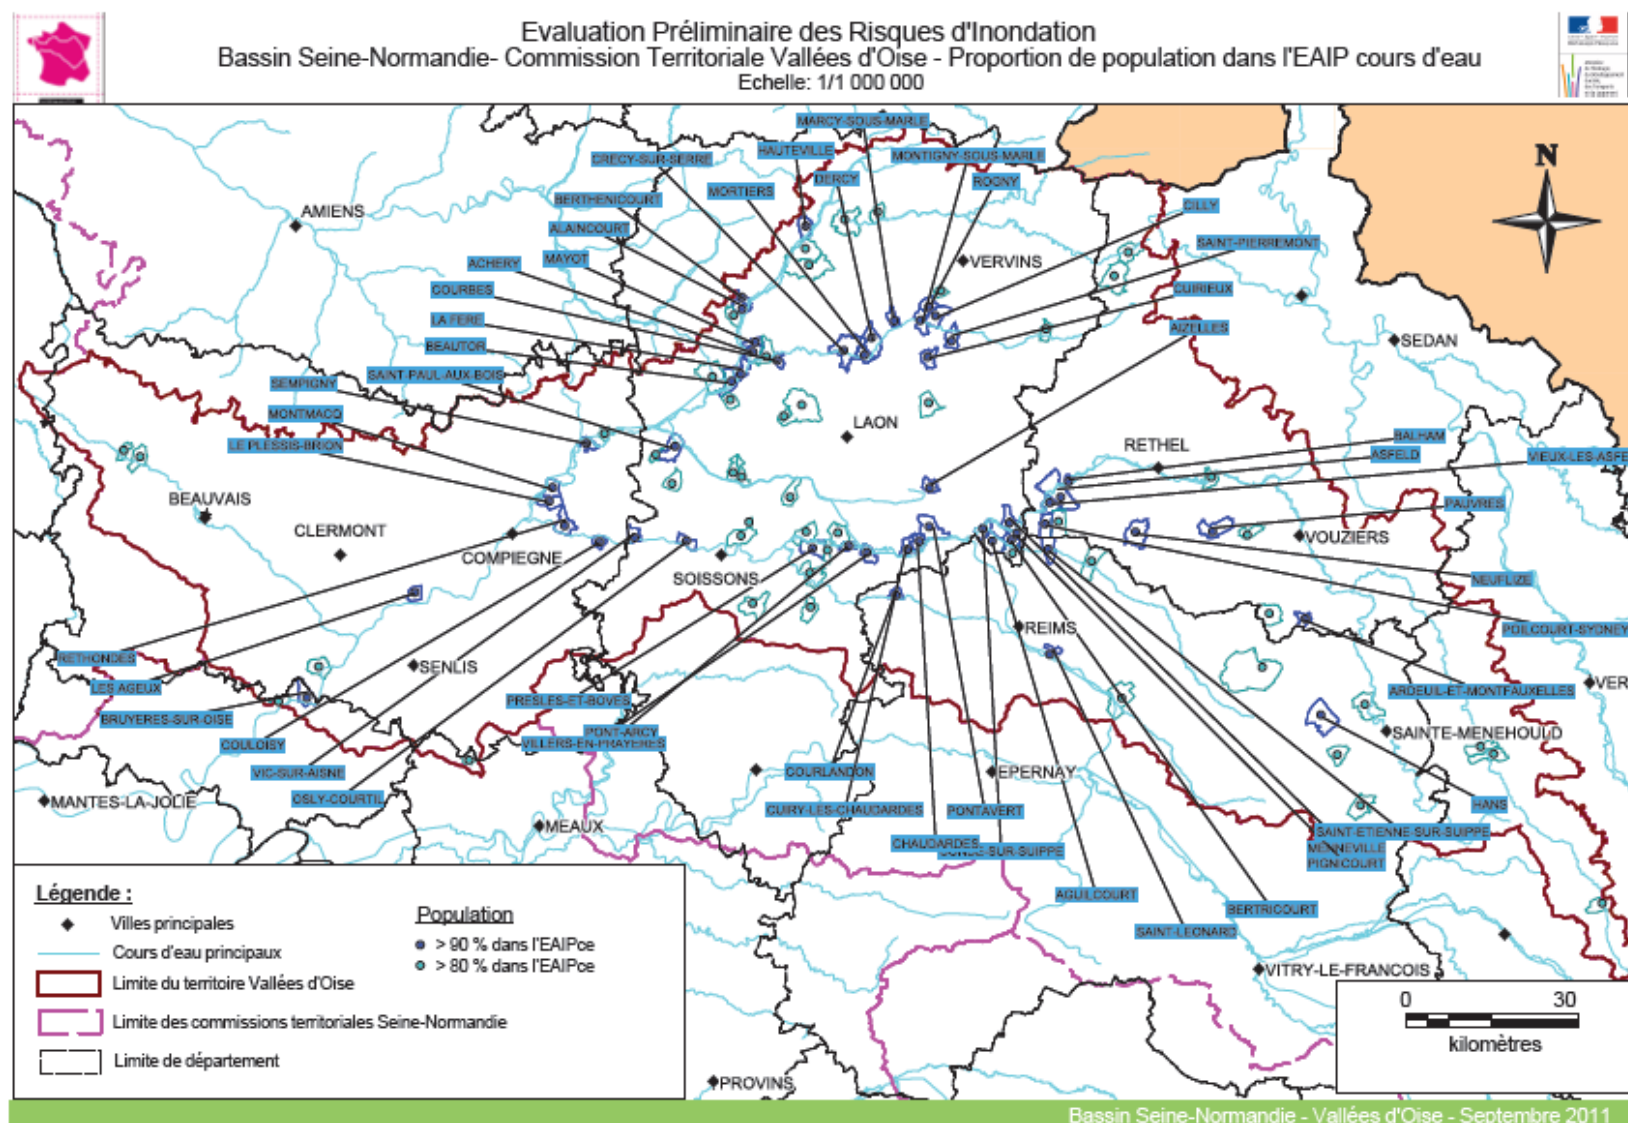 Evaluation Préliminaire des Risques d'Inondation
Bassin Seine-Normandie- Commission Territoriale Vallées d'Oise - Proportion de population dans l'EAIP cours d'eau
Echelle: 1/1 000 000
MARCY-SOUS-MARLE
HAUTEVILLE
MONTIGNY-SOUS-MARLE
CRECY-SUR-SERRE
DERCY
ROGNY
MORTIERS
BERTHENICOURT
CILLY
N
AMIENS
ALAINCOURT
SAINT-PIERREMONT
MAYOT
VERVINS
ACHERY
COURBES
CUIRIEUX
LA FERE
AIZELLES
BEAUTOR
SEDAN
SAINT-PAUL-AUX-BOIS
SEMPIGNY
MONTMACQ
LAON
LE PLESSIS-BRION
RETHEL
BALHAM
ASFELD
VIEUX-LES-ASFE
BEAUVAIS
PAUVRES
CLERMONT
COMPIEGNE
VOUZIERS
SOISSONS
NEUFLIZE
REIMS
POILCOURT-SYDNEY
RETHONDES
SENLIS
LES AGEUX
ARDEUIL-ET-MONTFAUXELLES
VER
PRESLES-ET-BOVES
BRUYERES-SUR-OISE
PONT-ARCY
SAINTE-MENEHOULD
COULOISY
VILLERS-EN-PRAYERES
VIC-SUR-AISNE
COURLANDON
EPERNAY
OSLY-COURTIL
MANTES-LA-JOLIE
CUIRY-LES-CHAUDARDES
PONTAVERT
HANS
MEAUX
SAINT-ETIENNE-SUR-SUIPPE
CHAUDARDES
CONDE-SUR-SUIPPE
MENNEVILLE
PIGNICOURT
AGUILCOURT
BERTRICOURT
SAINT-LEONARD
VITRY-LE-FRANCOIS
PROVINS
Légende :
Villes principales
Cours d'eau principaux
Limite du territoire Vallées d'Oise
Limite des commissions territoriales Seine-Normandie
Limite de département
Population
> 90 % dans l'EAIPce
> 80 % dans l'EAIPce
0 30
kilomètres
Bassin Seine-Normandie - Vallées d'Oise - Septembre 2011